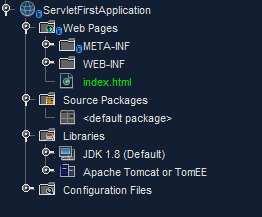 ServletFirstApplication
Web Pages
META-INF
WEB-INF
index.html
Source Packages
<default package>
Libraries
JDK 1.8 (Default)
Apache Tomcat or TomEE
Configuration Files